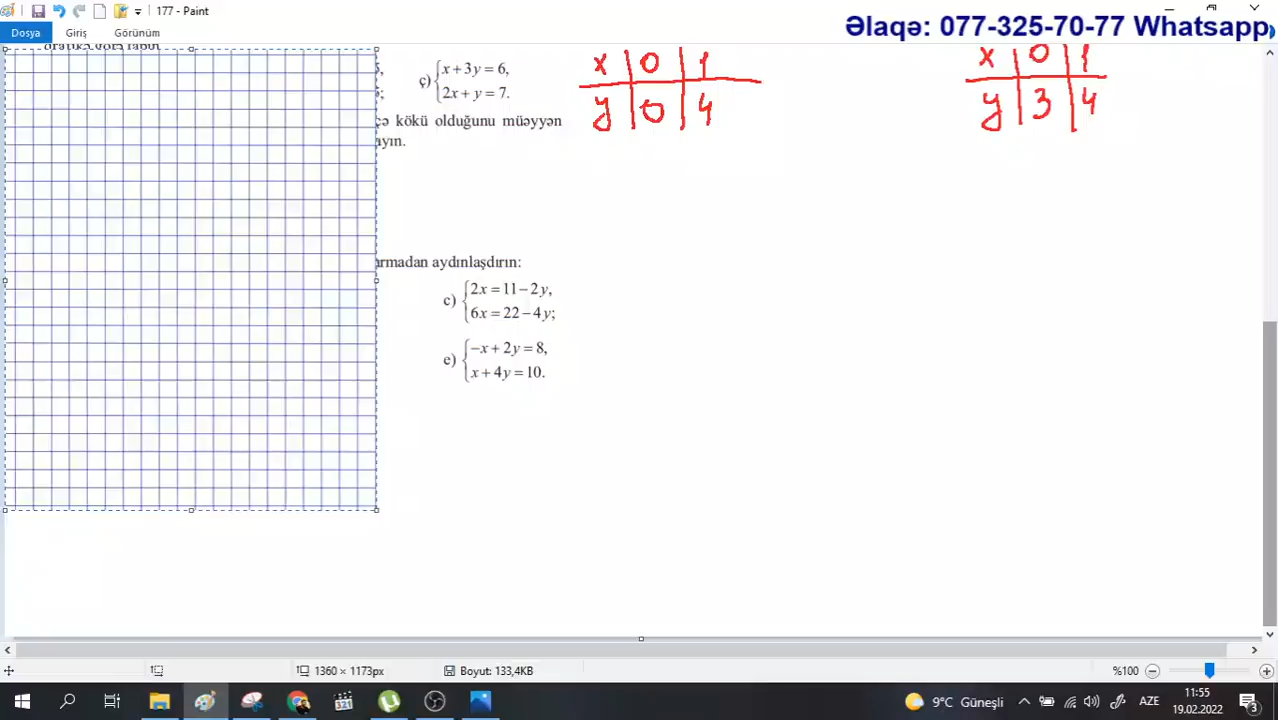 177 - Paint
Əlaqə: 077-325-70-77 Whatsapp
Dosya Giriş Görünüm
ç) x + 3y = 6,
2x + y = 7.
x 0 1
y 0 4
x 0 1
y 3 4
kökü olduğunu müəyyən
aydınlaşdırın:
c) 2x = 11 – 2y,
6x = 22 – 4y;
e) –x + 2y = 8,
x + 4y = 10.
1360 × 1173px Boyut: 133,4KB %100
9°C Güneşli AZE 11:55
19.02.2022 3